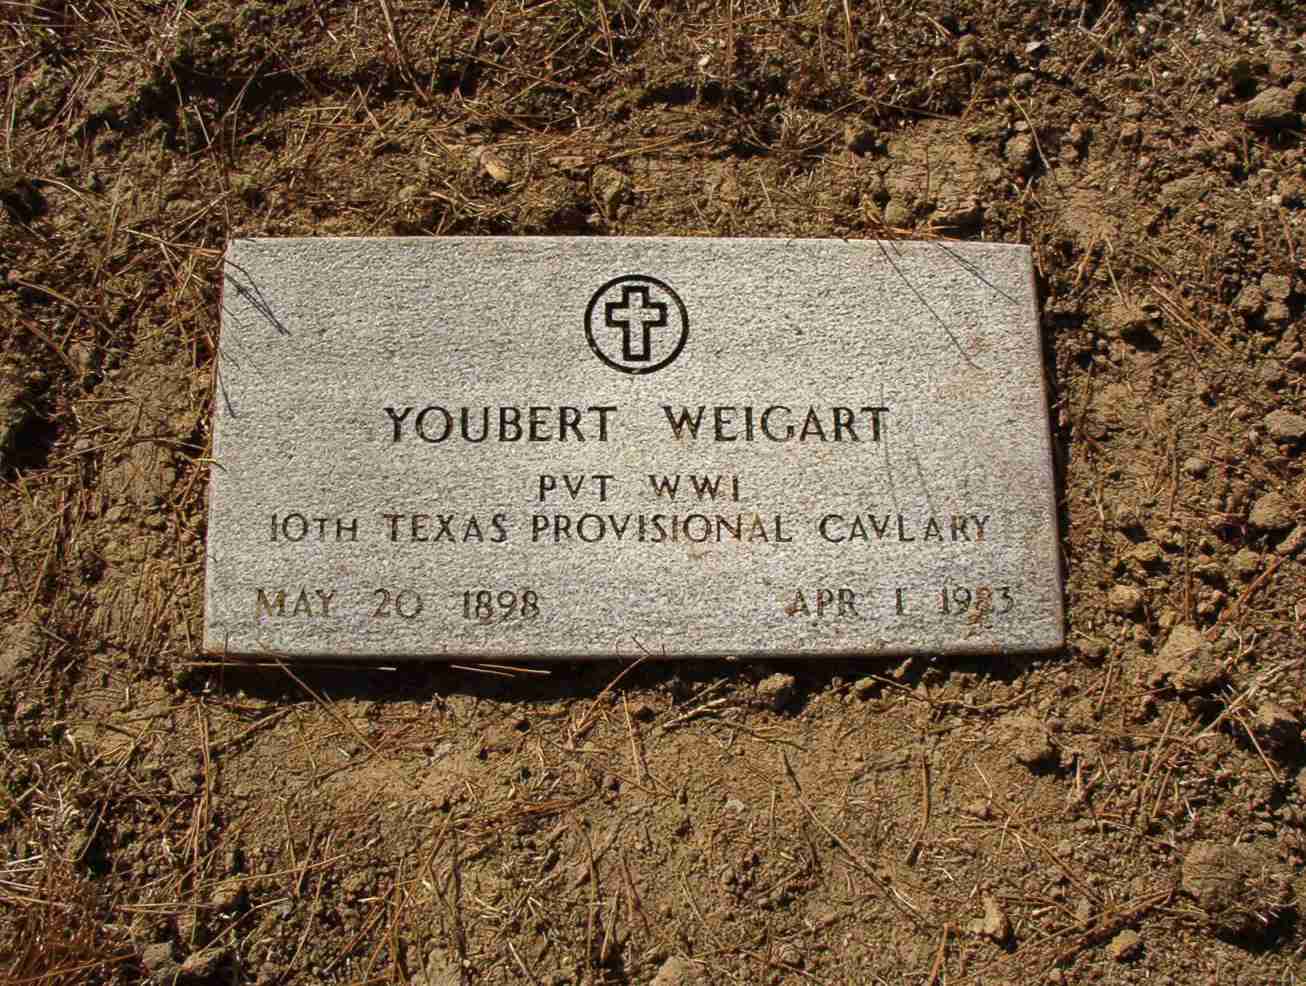 YOUBERT WEIGART
PVT WWI
10TH TEXAS PROVISIONAL CAVLARY
MAY 20 1898 APR 1 1983